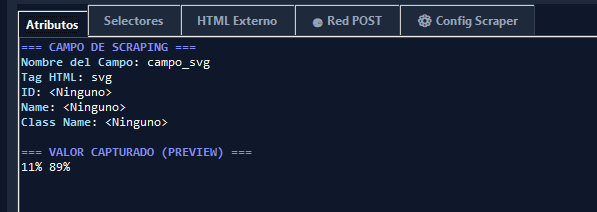 Atributos
Selectores
HTML Externo
Red POST
Config Scraper
=== CAMPO DE SCRAPING ===
Nombre del Campo: campo_svg
Tag HTML: svg
ID: <Ninguno>
Name: <Ninguno>
Class Name: <Ninguno>
=== VALOR CAPTURADO (PREVIEW) ===
11% 89%